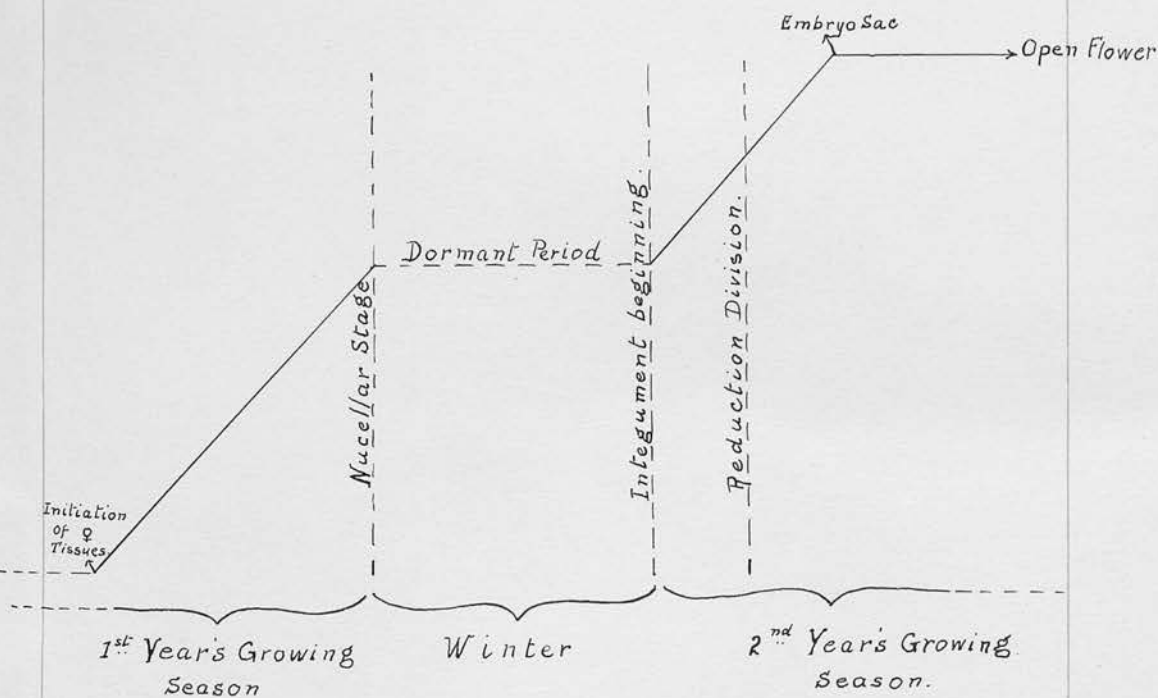 Embryo Sac
Open Flower
Dormant Period
Nucellar Stage
Integument beginning.
Reduction Division.
Initiation
of ♀
Tissues.
1st Year's Growing
Season
Winter
2nd Year's Growing
Season.